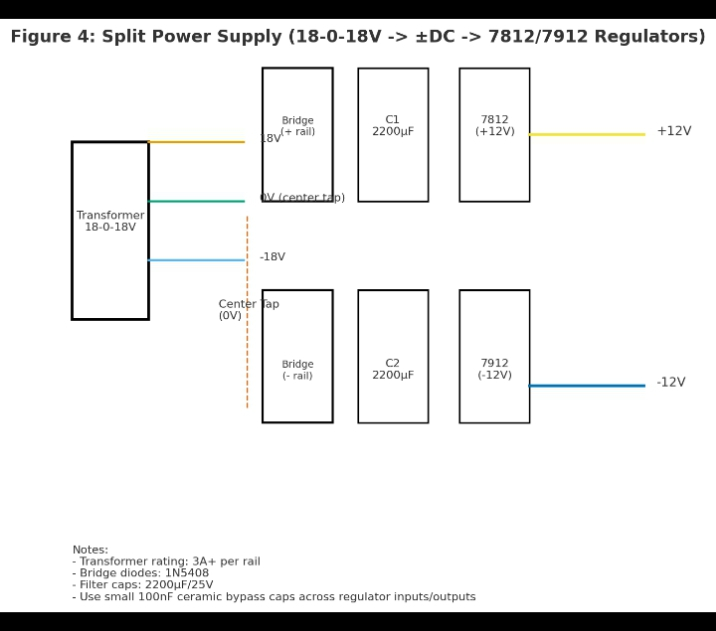 Figure 4: Split Power Supply (18-0-18V -> ±DC -> 7812/7912 Regulators)
Bridge
(+ rail)
C1
2200µF
7812
(+12V)
+12V
18V
0V (center tap)
Transformer
18-0-18V
-18V
Center Tap
(0V)
Bridge
(- rail)
C2
2200µF
7912
(-12V)
-12V
Notes:
- Transformer rating: 3A+ per rail
- Bridge diodes: 1N5408
- Filter caps: 2200µF/25V
- Use small 100nF ceramic bypass caps across regulator inputs/outputs